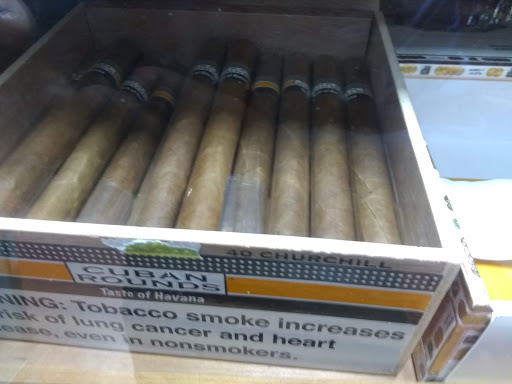 40 CHURCHILL
CUBAN
ROUNDS
Taste of Havana
NING: Tobacco smoke increases
risk of lung cancer and heart
ease, even in nonsmokers.